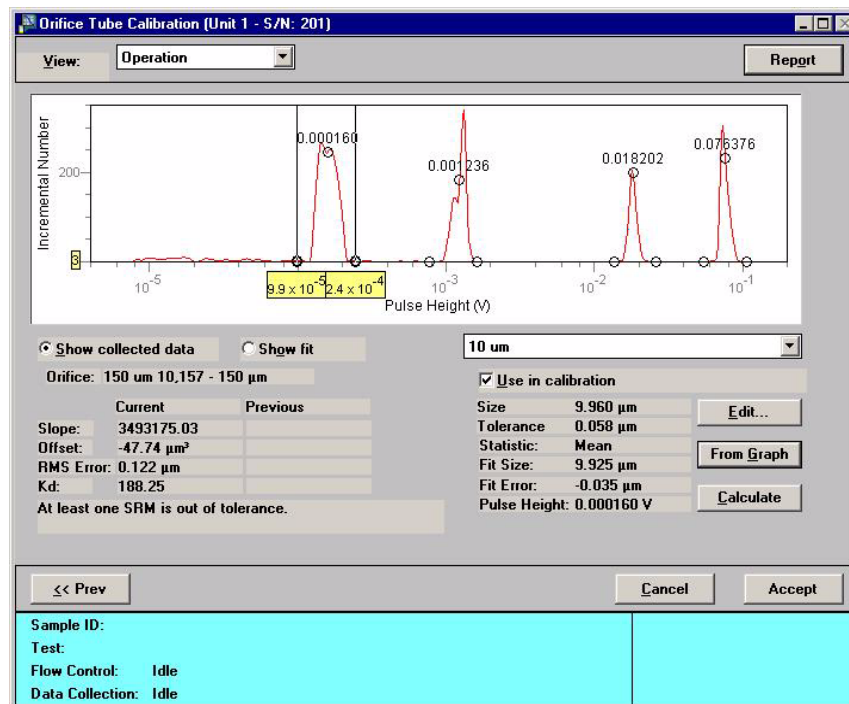 Orifice Tube Calibration (Unit 1 - S/N: 201)
View: Operation Report
Incremental Number
200
3
0.000160
0.001236
0.018202
0.076376
10-5 9.9 x 10-5 2.4 x 10-4 10-3 10-2 10-1
Pulse Height (V)
Show collected data Show fit
Orifice: 150 um 10,157 - 150 µm
Current Previous
Slope: 3493175.03
Offset: -47.74 µm³
RMS Error: 0.122 µm
Kd: 188.25
At least one SRM is out of tolerance.
10 um
Use in calibration
Size 9.960 µm
Tolerance 0.058 µm
Statistic: Mean
Fit Size: 9.925 µm
Fit Error: -0.035 µm
Pulse Height: 0.000160 V
Edit...
From Graph
Calculate
<< Prev Cancel Accept
Sample ID:
Test:
Flow Control: Idle
Data Collection: Idle